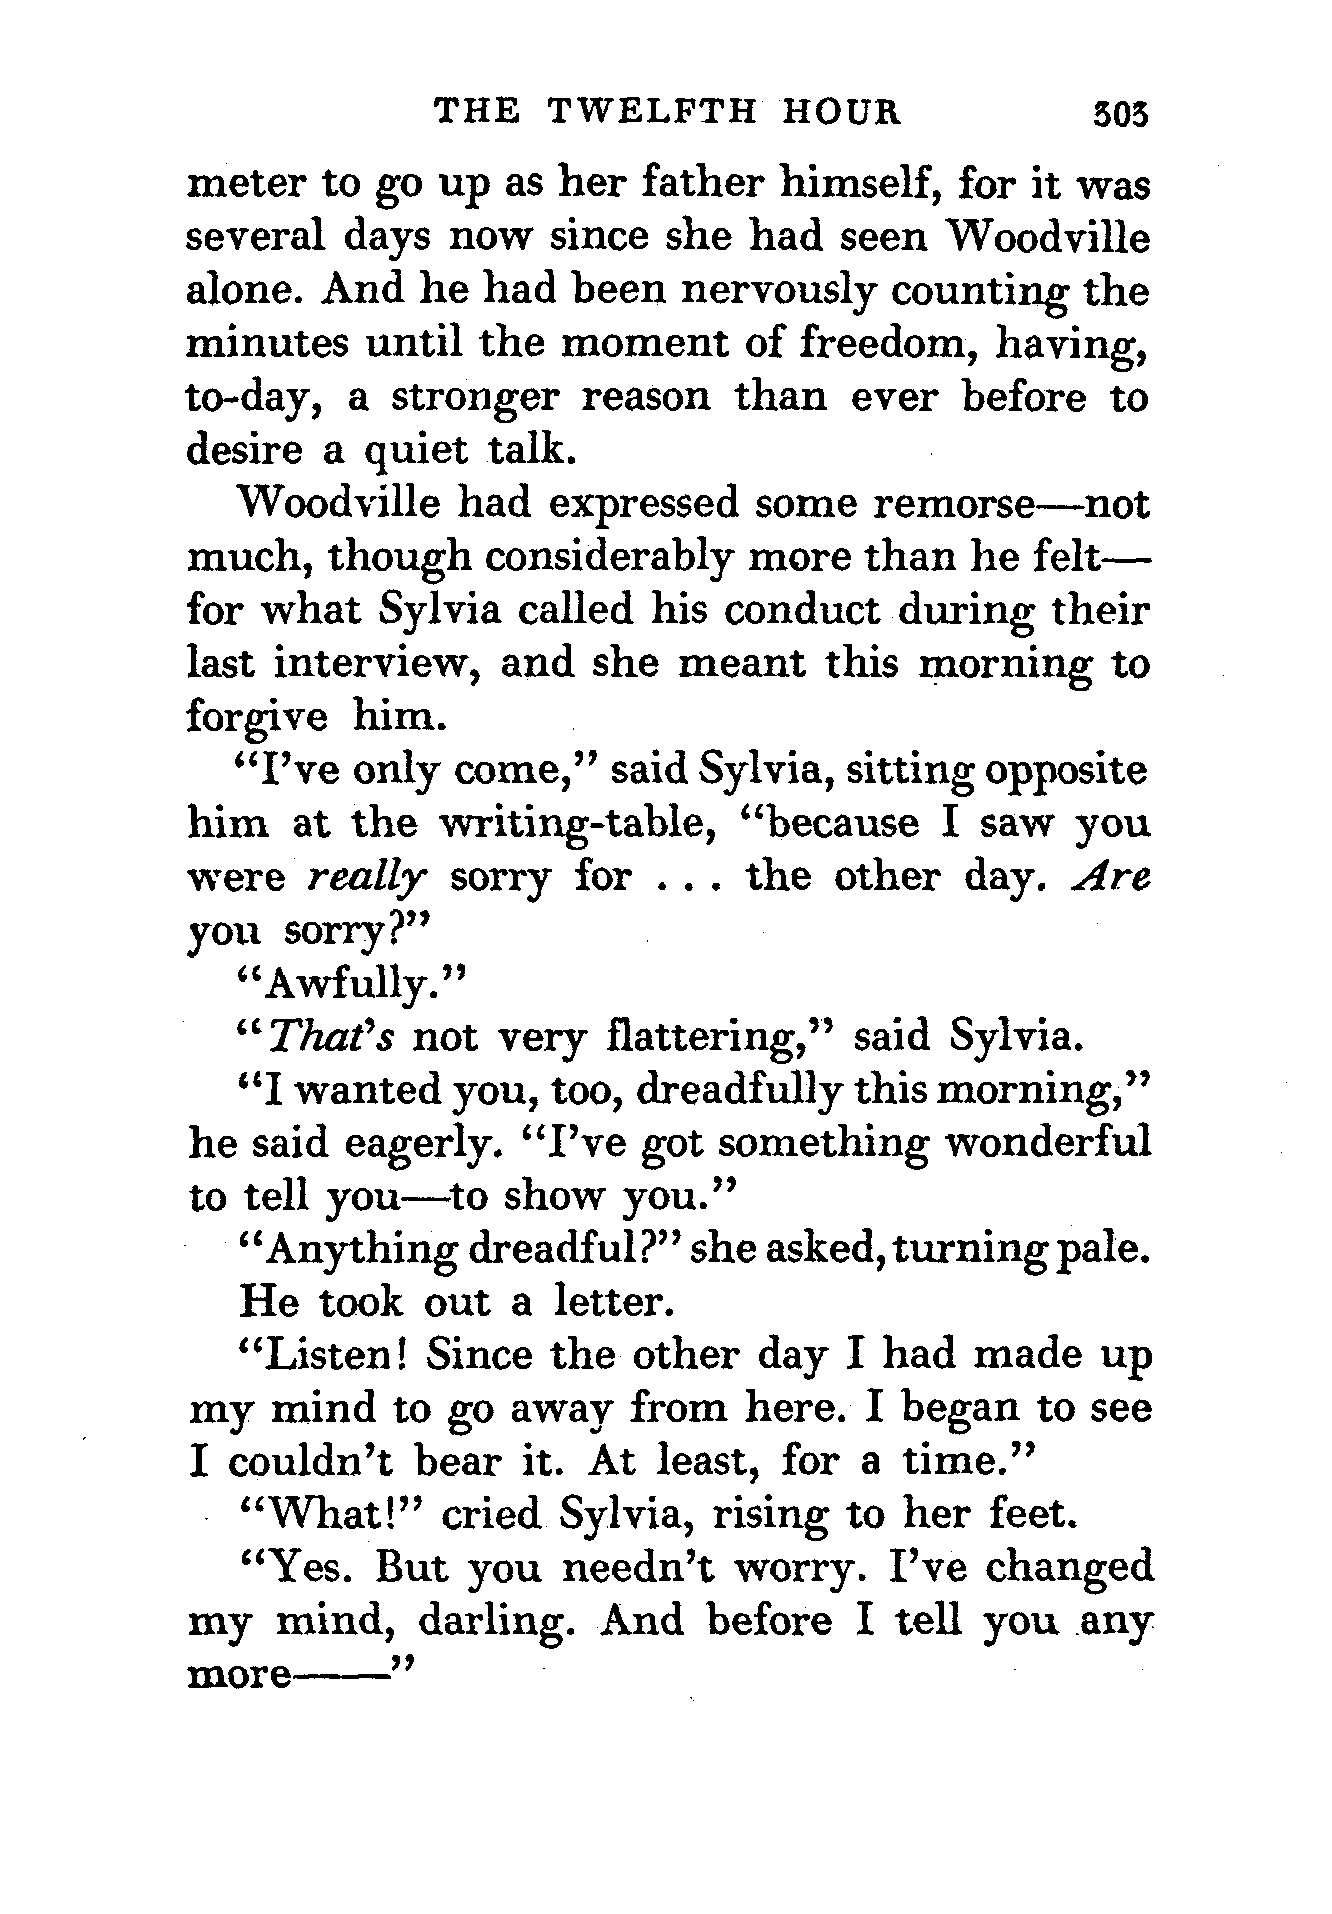 THE TWELFTH HOUR 303
meter to go up as her father himself, for it was
several days now since she had seen Woodville
alone. And he had been nervously counting the
minutes until the moment of freedom, having,
to-day, a stronger reason than ever before to
desire a quiet talk.
Woodville had expressed some remorse—not
much, though considerably more than he felt—
for what Sylvia called his conduct during their
last interview, and she meant this morning to
forgive him.
“I’ve only come,” said Sylvia, sitting opposite
him at the writing-table, “because I saw you
were really sorry for . . . the other day. Are
you sorry?”
“Awfully.”
“That’s not very flattering,” said Sylvia.
“I wanted you, too, dreadfully this morning,”
he said eagerly. “I’ve got something wonderful
to tell you—to show you.”
“Anything dreadful?” she asked, turning pale.
He took out a letter.
“Listen! Since the other day I had made up
my mind to go away from here. I began to see
I couldn’t bear it. At least, for a time.”
“What!” cried Sylvia, rising to her feet.
“Yes. But you needn’t worry. I’ve changed
my mind, darling. And before I tell you any
more——”